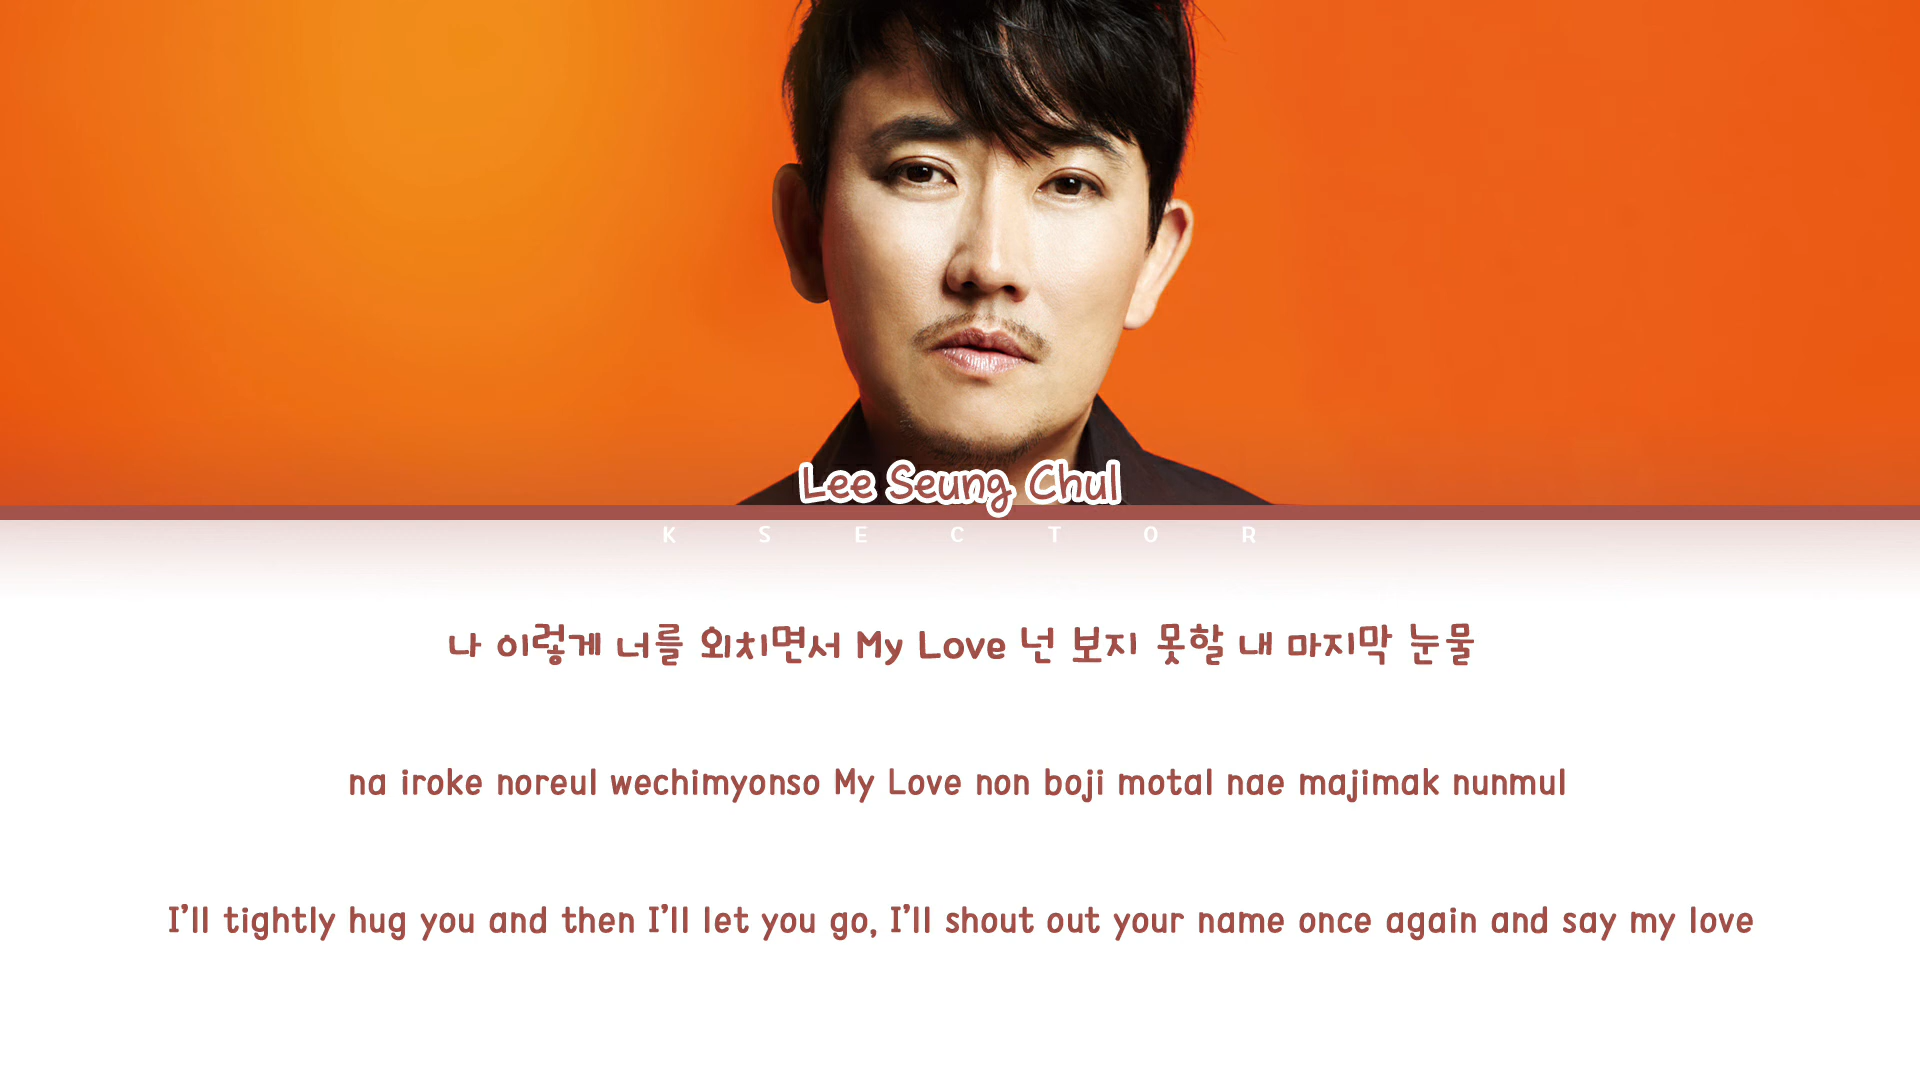 Lee Seung Chul
K S E C T O R
나 이렇게 너를 외치면서 My Love 넌 보지 못할 내 마지막 눈물
na iroke noreul wechimyonso My Love non boji motal nae majimak nunmul
I'll tightly hug you and then I'll let you go, I'll shout out your name once again and say my love